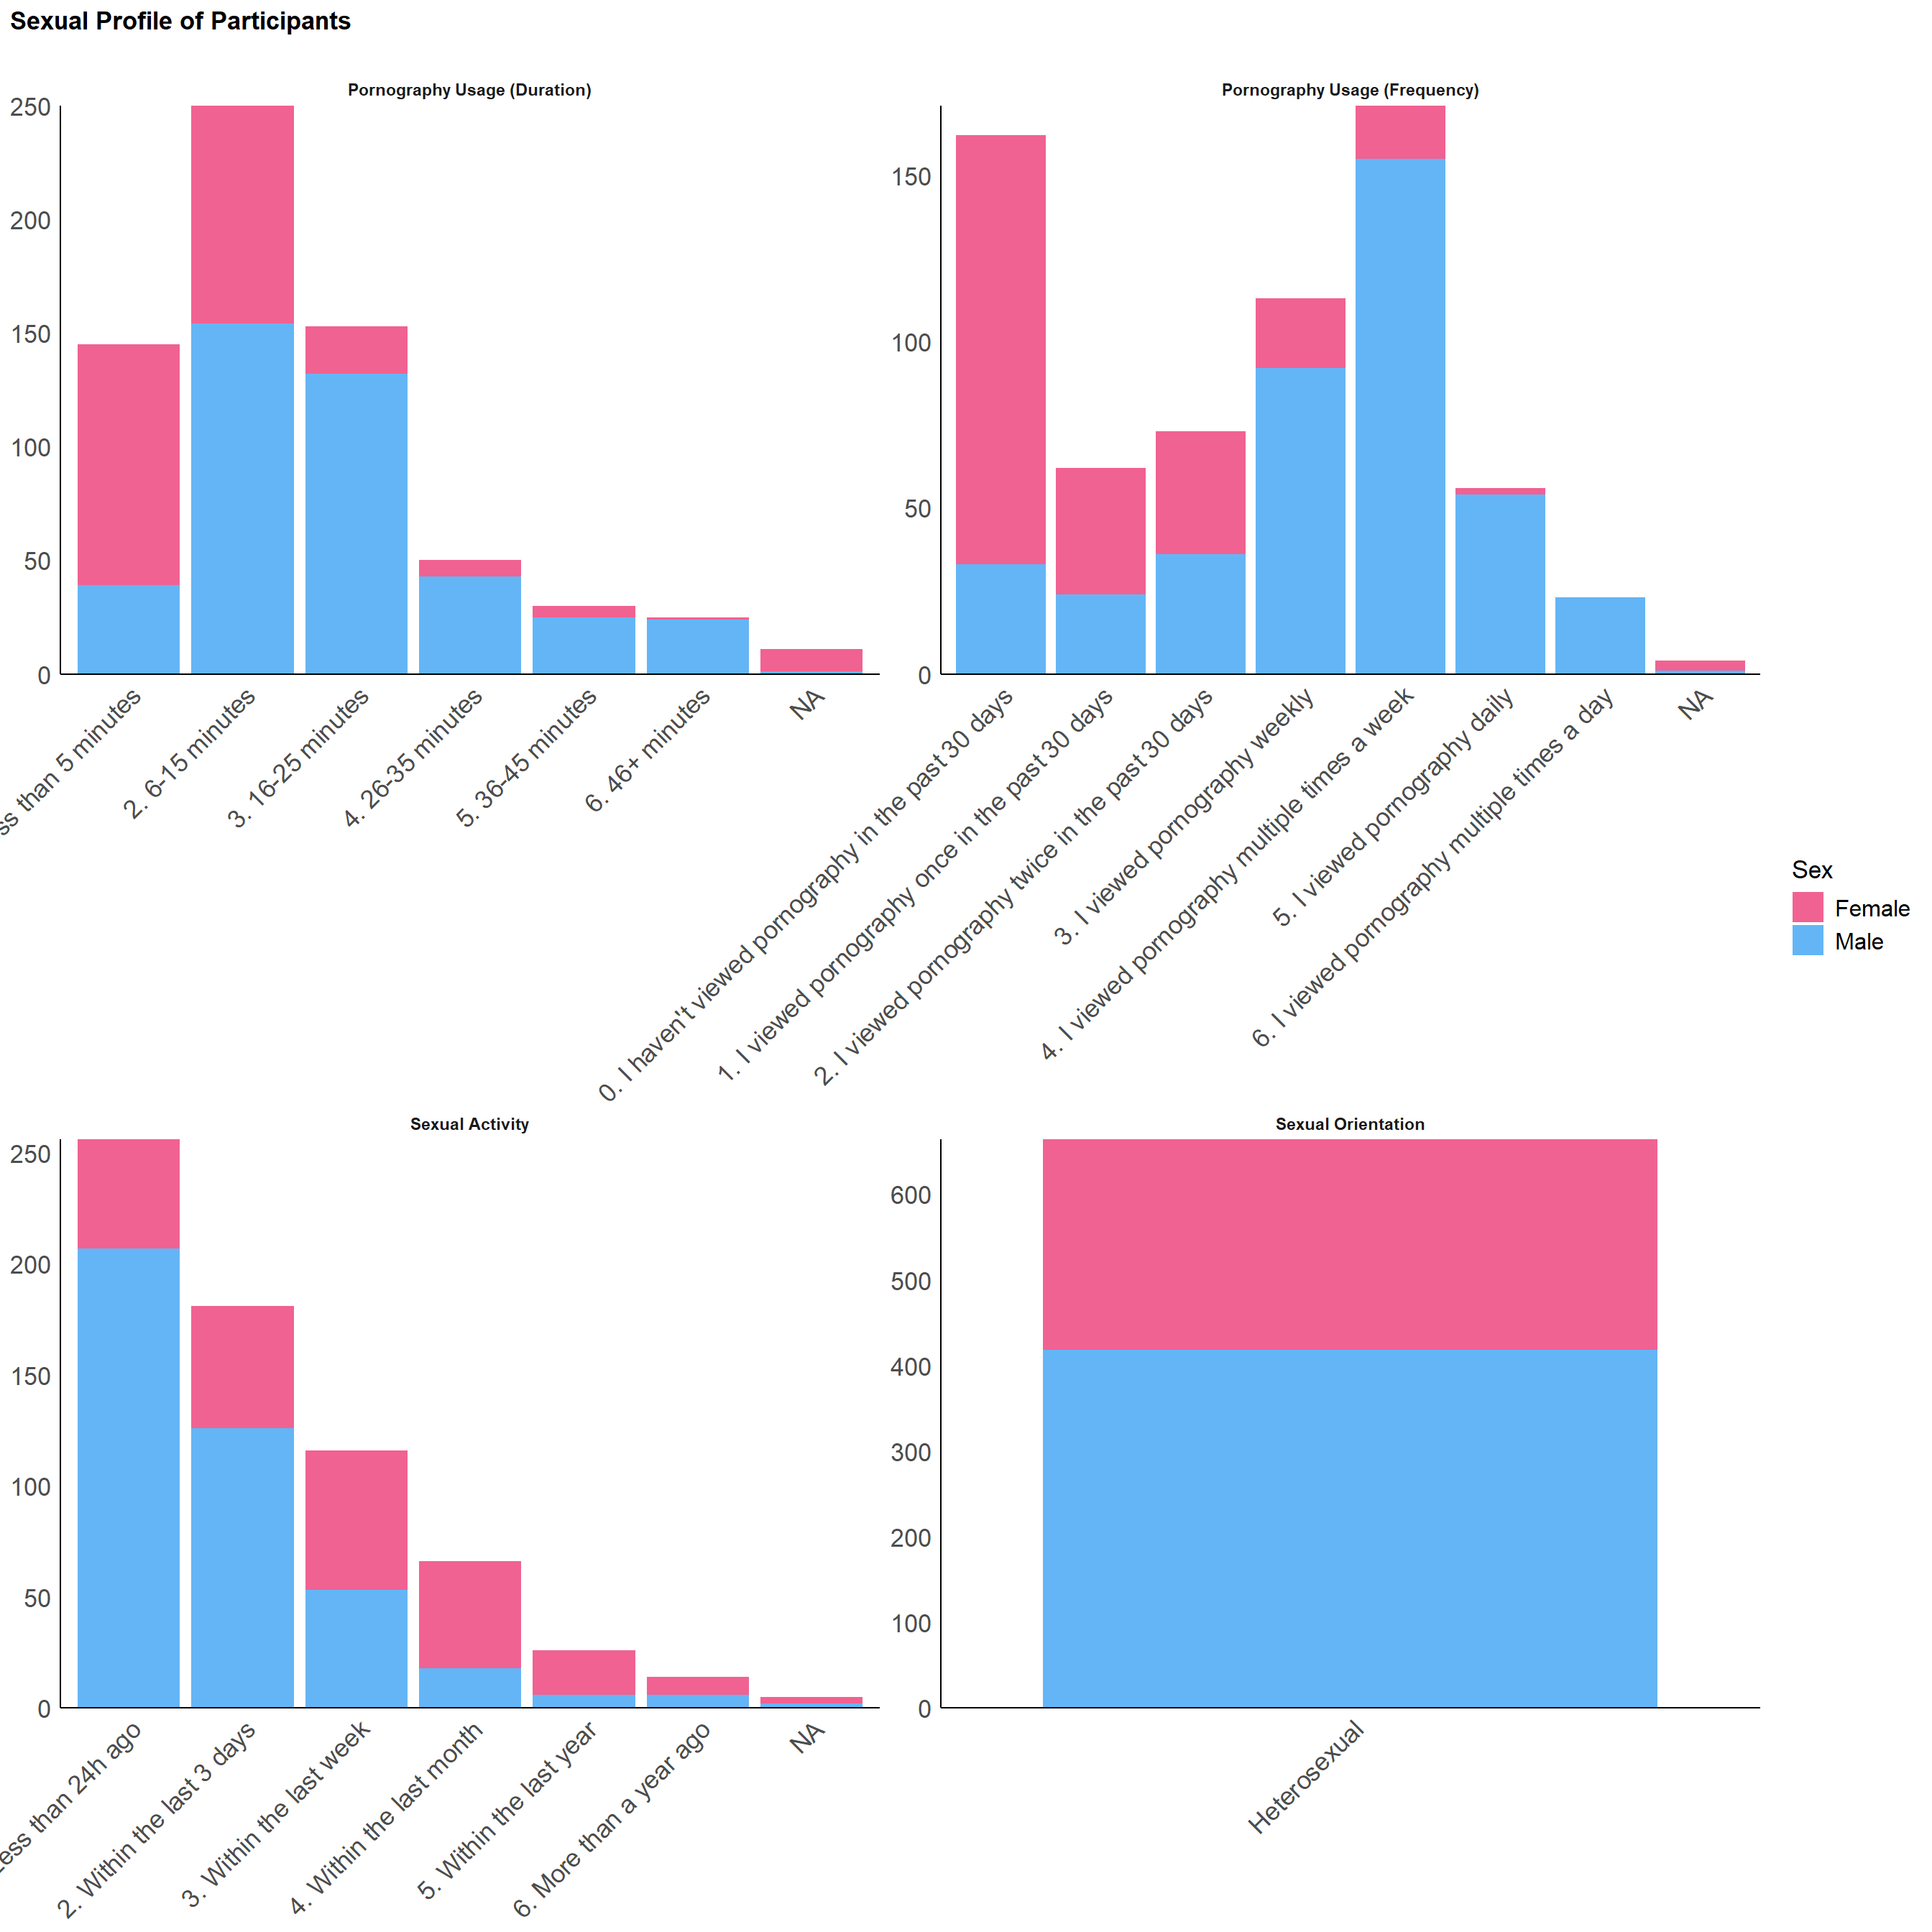 Sexual Profile of Participants
Pornography Usage (Duration)
250
200
150
100
50
0
than 5 minutes
2. 6-15 minutes
3. 16-25 minutes
4. 26-35 minutes
5. 36-45 minutes
6. 46+ minutes
NA
Pornography Usage (Frequency)
150
100
50
0
0. I haven't viewed pornography in the past 30 days
1. I viewed pornography once in the past 30 days
2. I viewed pornography twice in the past 30 days
3. I viewed pornography weekly
4. I viewed pornography multiple times a week
5. I viewed pornography daily
6. I viewed pornography multiple times a day
NA
Sex
Female
Male
Sexual Activity
250
200
150
100
50
0
Less than 24h ago
2. Within the last 3 days
3. Within the last week
4. Within the last month
5. Within the last year
6. More than a year ago
NA
Sexual Orientation
600
500
400
300
200
100
0
Heterosexual